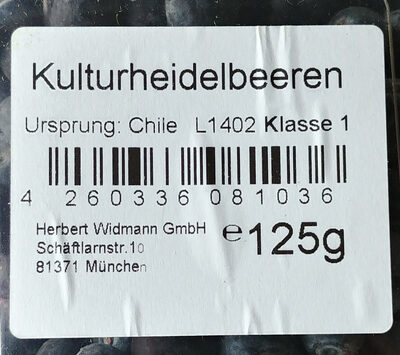 Kulturheidelbeeren
Ursprung: Chile L1402 Klasse 1
4 260336 081036
Herbert Widmann GmbH
Schäftlarnstr.10
81371 München
e 125g